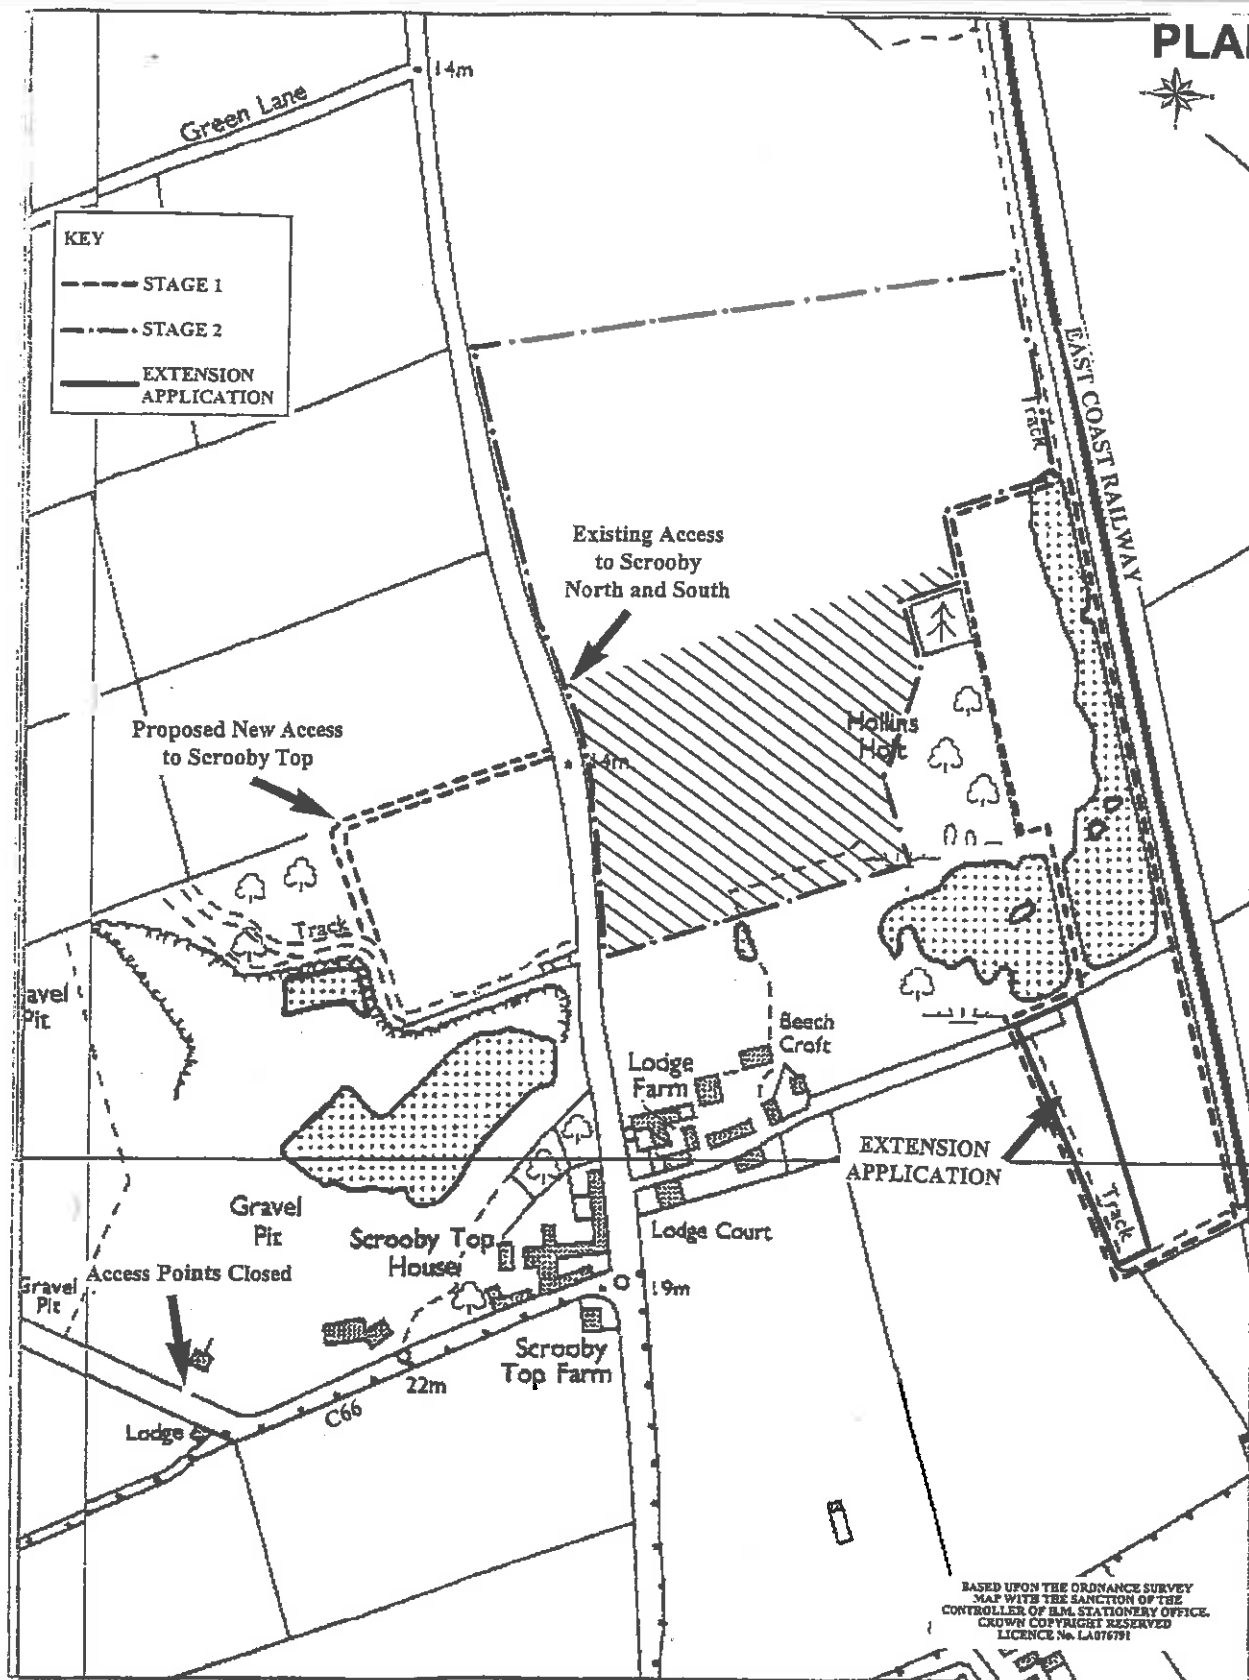 PLA
14m
Green Lane
KEY
STAGE 1
STAGE 2
EXTENSION
APPLICATION
EAST COAST RAILWAY
Track
Existing Access
to Scrooby
North and South
Proposed New Access
to Scrooby Top
Hollins
Holt
14m
Track
avel
Pit
Beech
Croft
Lodge
Farm
EXTENSION
APPLICATION
Track
Gravel
Pit
Scrooby Top
House
Lodge Court
Access Points Closed
Gravel
Pit
19m
Scrooby
Top Farm
22m
C66
Lodge
BASED UPON THE ORDNANCE SURVEY
MAP WITH THE SANCTION OF THE
CONTROLLER OF H.M. STATIONERY OFFICE.
CROWN COPYRIGHT RESERVED
LICENCE No. LA076791